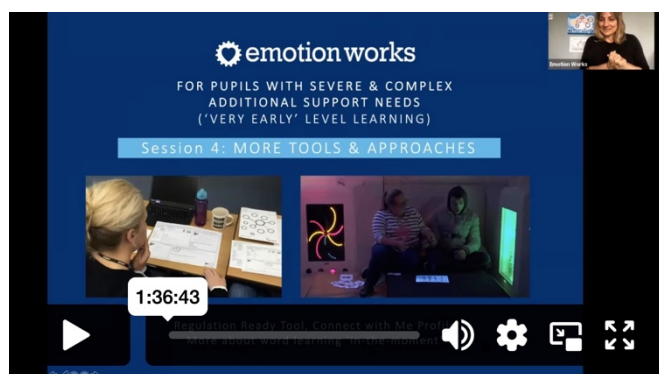 emotion works
Emotion Works
FOR PUPILS WITH SEVERE & COMPLEX
ADDITIONAL SUPPORT NEEDS
('VERY EARLY' LEVEL LEARNING)
Session 4: MORE TOOLS & APPROACHES
1:36:43
Regulation Ready Tool, Connect with Me Profile
More about word learning 'in-the-moment'